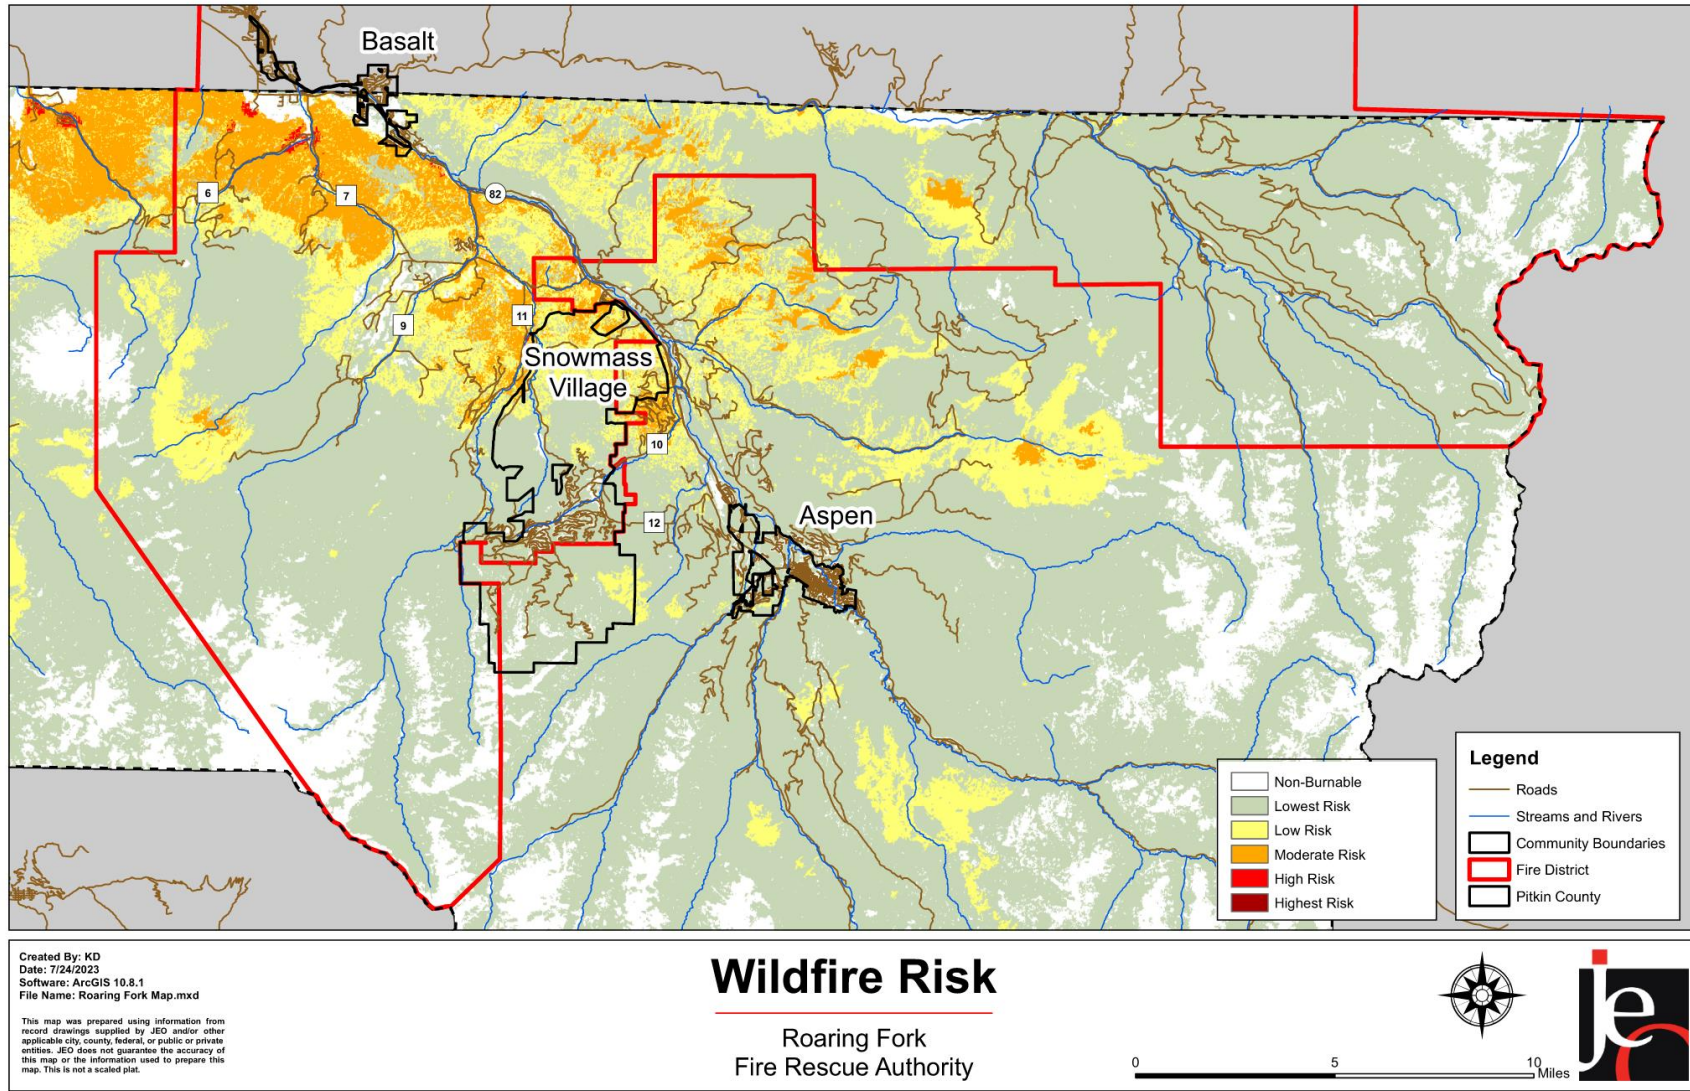 Basalt
82
6
7
11
9
Snowmass
Village
10
12
Aspen
Non-Burnable
Lowest Risk
Low Risk
Moderate Risk
High Risk
Highest Risk
Legend
Roads
Streams and Rivers
Community Boundaries
Fire District
Pitkin County
Created By: KD
Date: 7/24/2023
Software: ArcGIS 10.8.1
File Name: Roaring Fork Map.mxd
This map was prepared using information from
record drawings supplied by JEO and/or other
applicable city, county, federal, or public or private
entities. JEO does not guarantee the accuracy of
this map or the information used to prepare this
map. This is not a scaled plat.
Wildfire Risk
Roaring Fork
Fire Rescue Authority
0 5 10
Miles
jeo